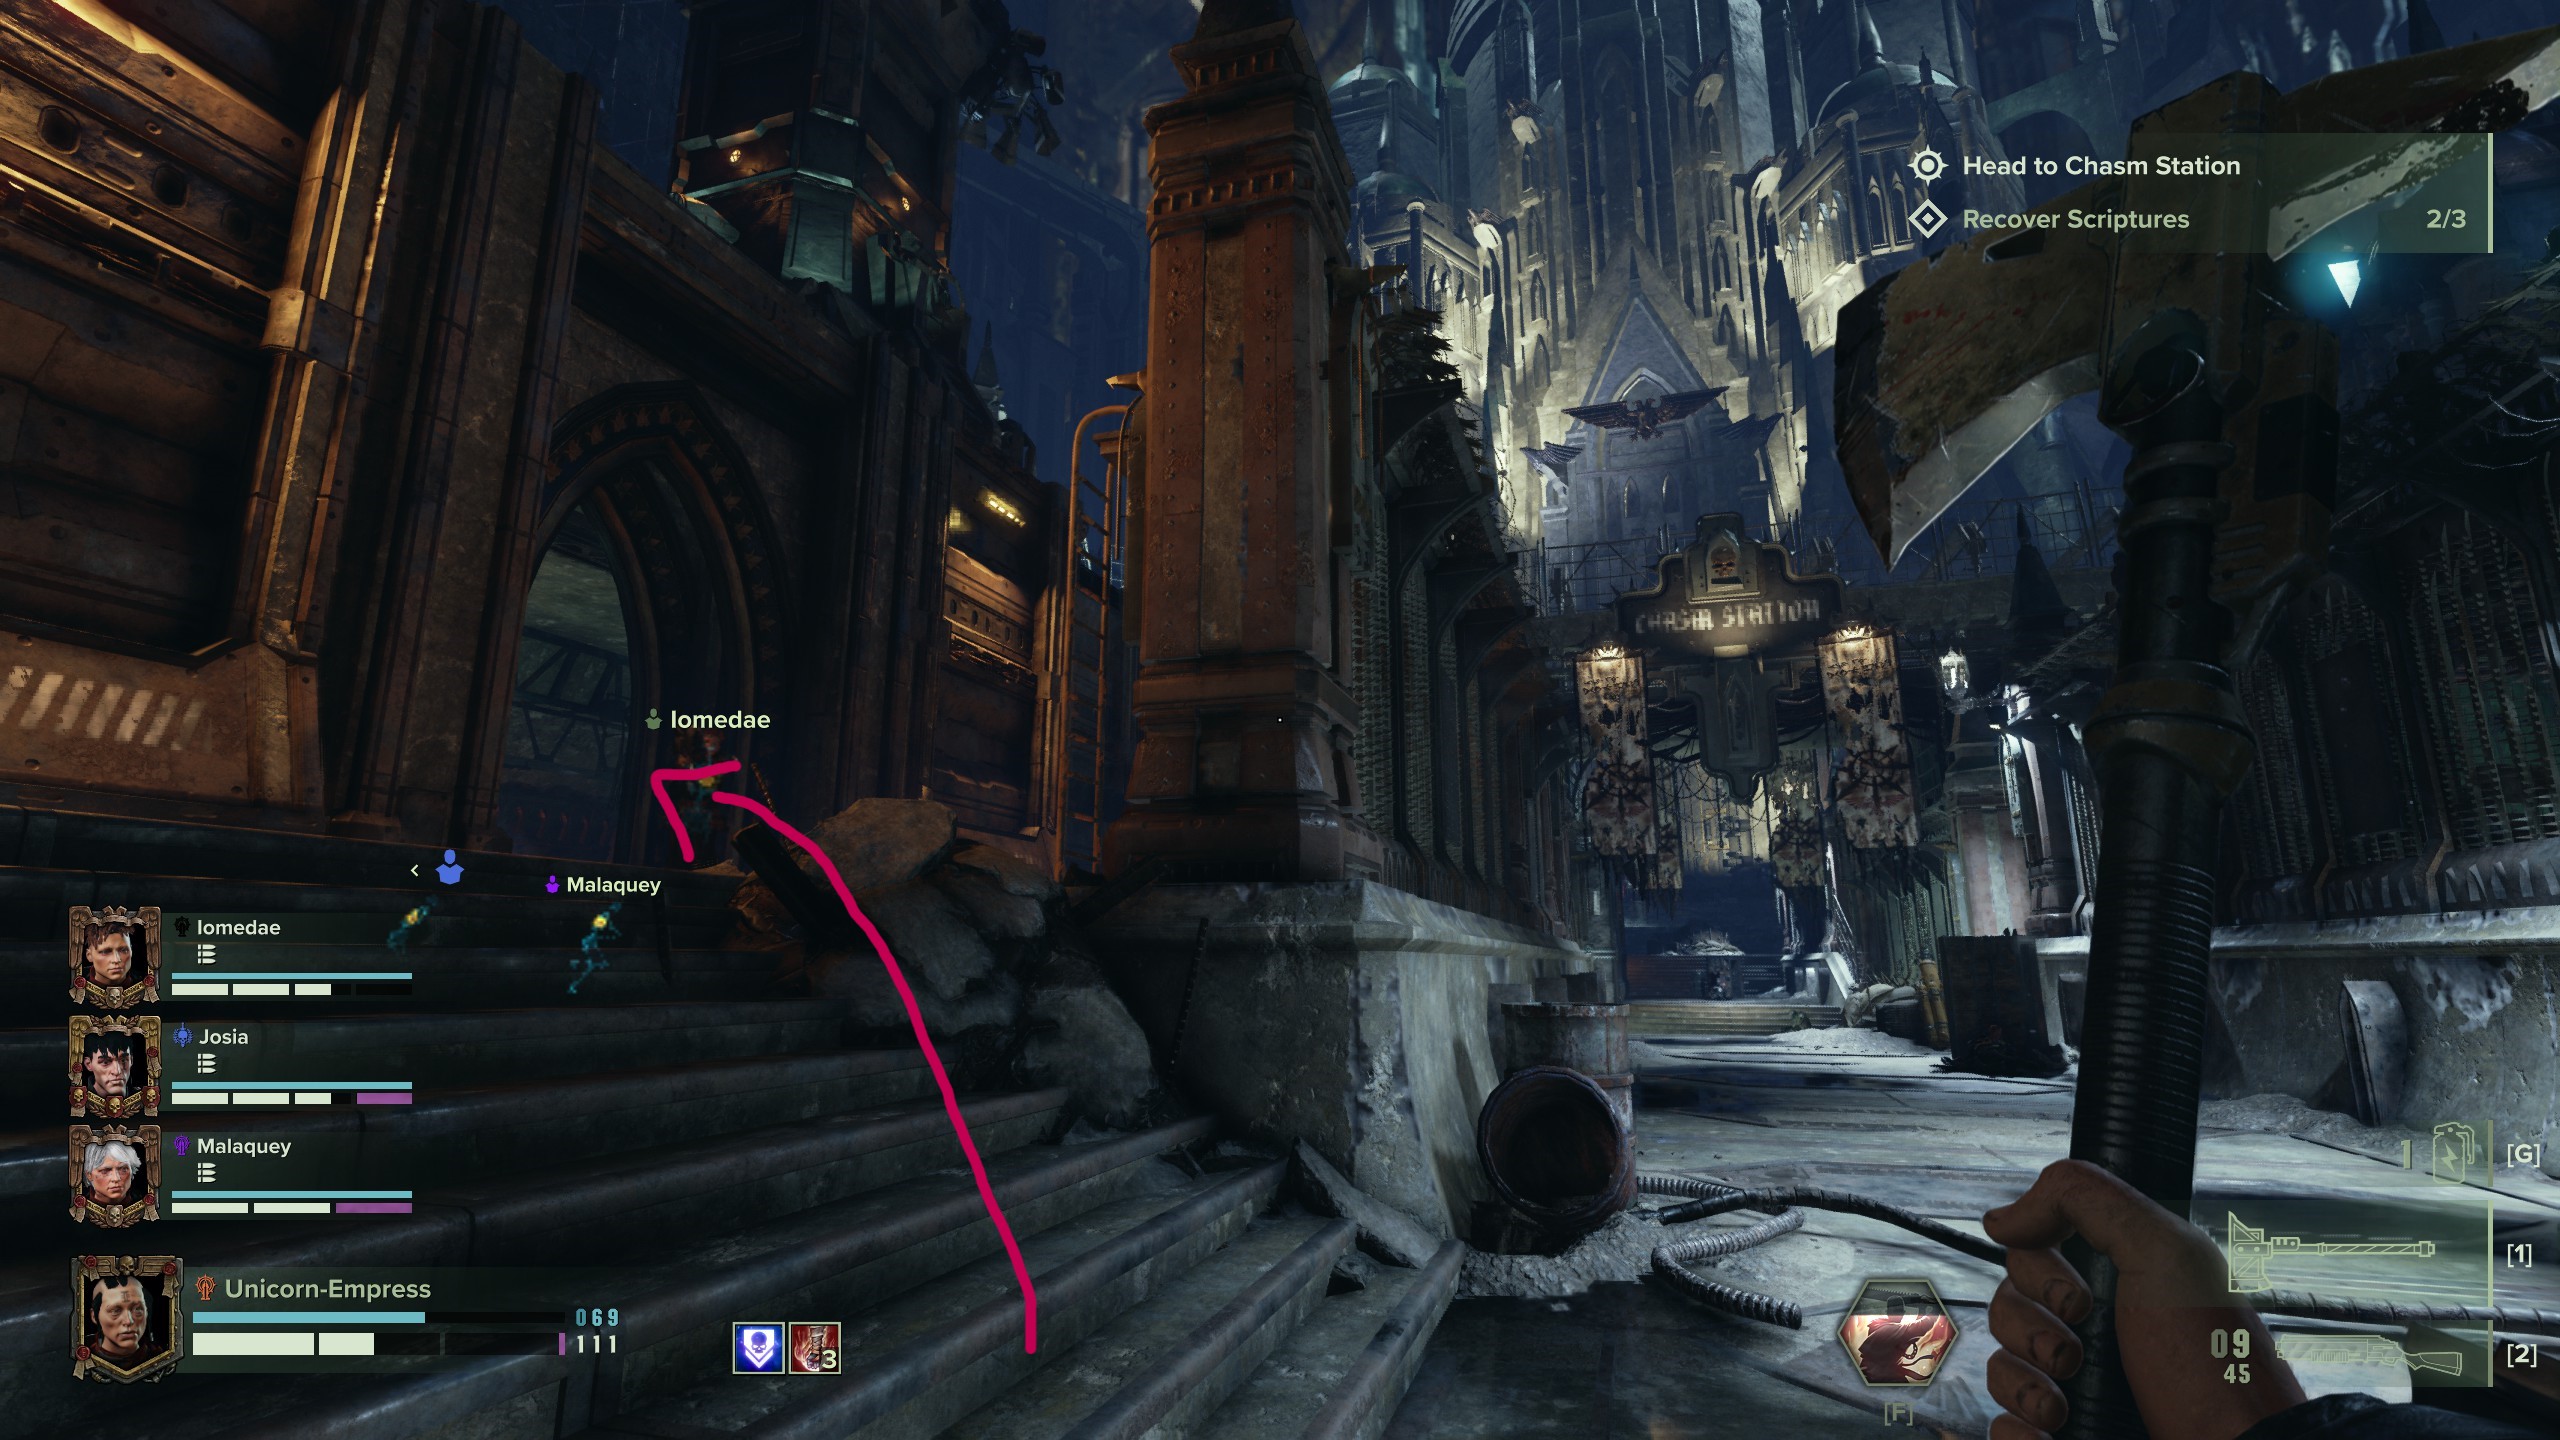 Head to Chasm Station
Recover Scriptures 2/3
CHASM STATION
Iomedae
Malaquey
Iomedae
Josia
Malaquey
Unicorn-Empress
069
111
3
1 [G]
[1]
09
45
[2]
[F]